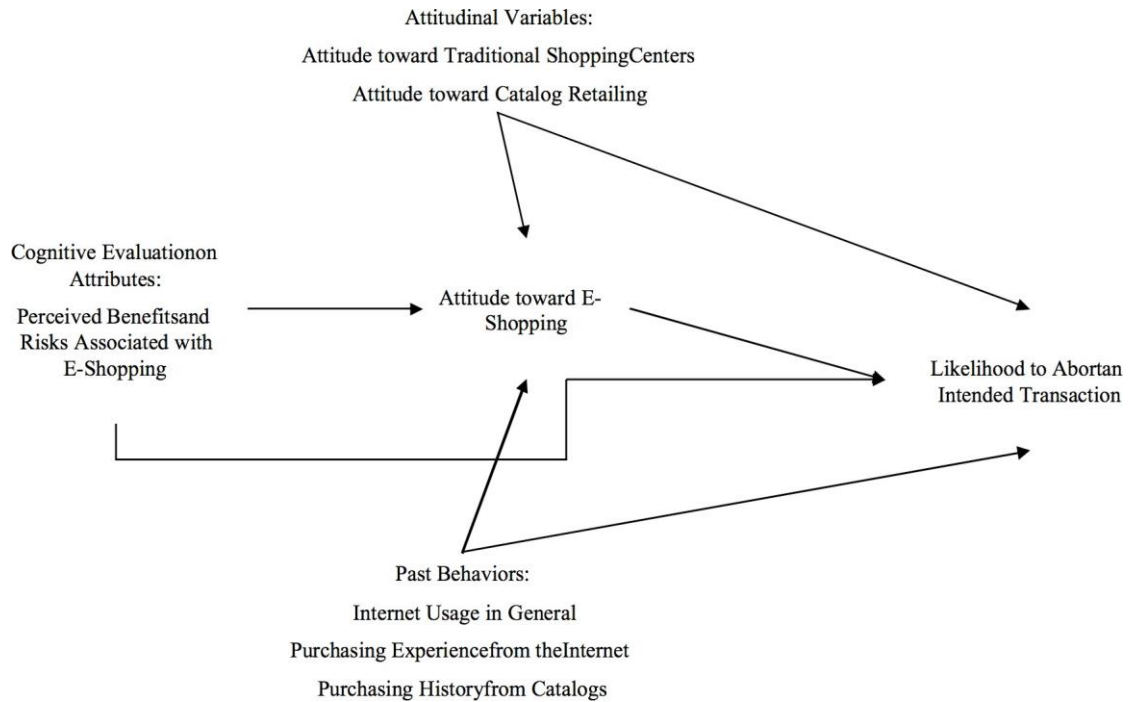 Attitudinal Variables:
Attitude toward Traditional ShoppingCenters
Attitude toward Catalog Retailing
Cognitive Evaluationon
Attributes:
Perceived Benefitsand
Risks Associated with
E-Shopping
Attitude toward E-
Shopping
Likelihood to Abortan
Intended Transaction
Past Behaviors:
Internet Usage in General
Purchasing Experiencefrom theInternet
Purchasing Historyfrom Catalogs